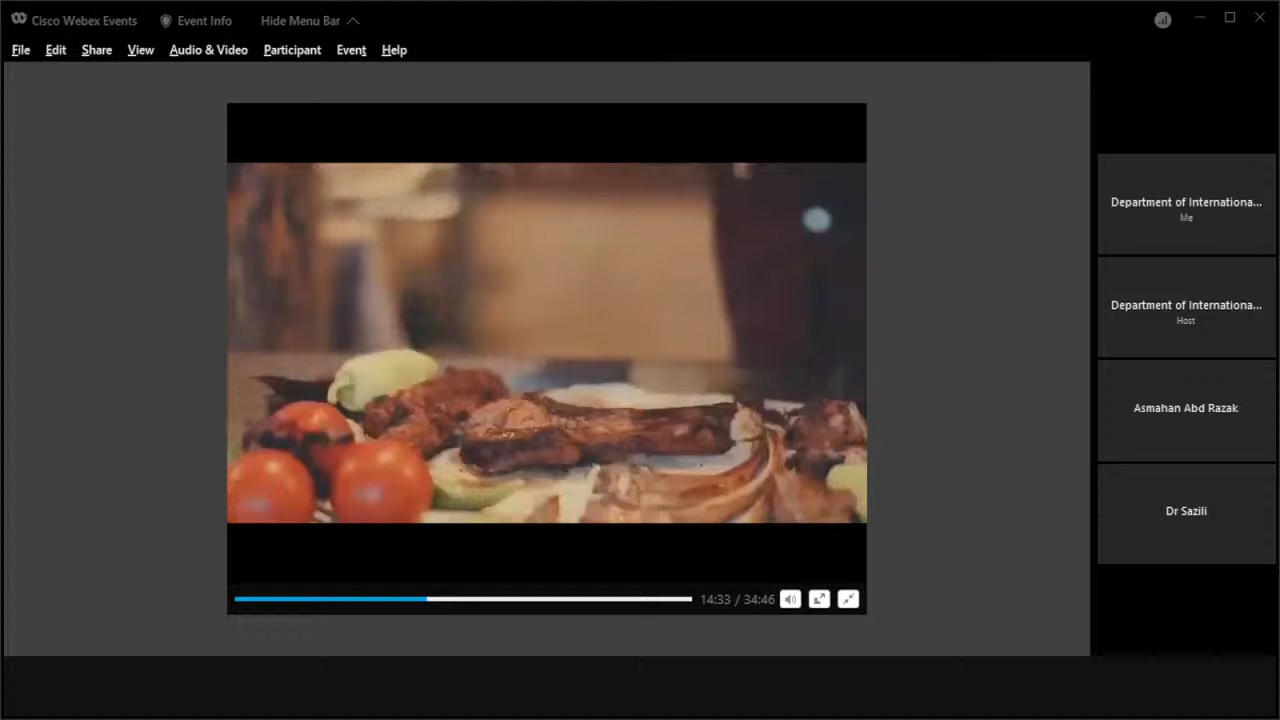 Cisco Webex Events
Event Info
Hide Menu Bar
File Edit Share View Audio & Video Participant Event Help
Department of Internationa...
Me
Department of Internationa...
Host
Asmahan Abd Razak
Dr Sazili
14:33 / 34:46